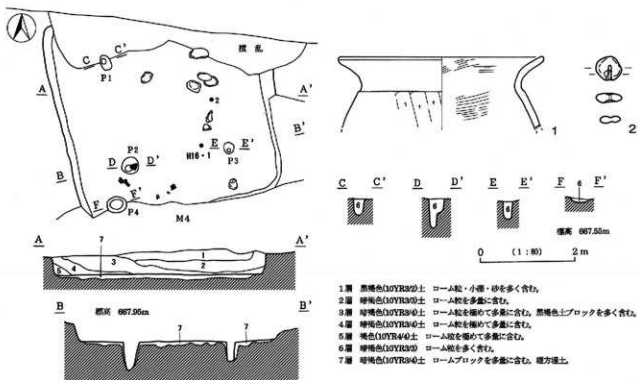 C C'
P1
攪乱
A A'
2
B'
P2
D D'
E E'
P3
H16・1
B
F F'
P4
M4
1
2
C C' D D' E E' F F'
6 6 6 6
標高 667.55m
0 (1:80) 2m
A 7 A'
1
2
3
4
5
B 標高 667.95m B'
7 7
1層 黒褐色(10YR3/2)土 ローム粒・小礫・砂を多く含む。
2層 暗褐色(10YR3/3)土 ローム粒を多量に含む。
3層 暗褐色(10YR3/4)土 ローム粒を極めて多量に含む。黒褐色土ブロックを多く含む。
4層 暗褐色(10YR3/4)土 ローム粒を極めて多量に含む。
5層 褐色(10YR4/4)土 ローム粒を極めて多量に含む。
6層 暗褐色(10YR3/3) ローム粒を多く含む。
7層 暗褐色(10YR3/4)土 ロームブロックを多量に含む。堀方埋土。